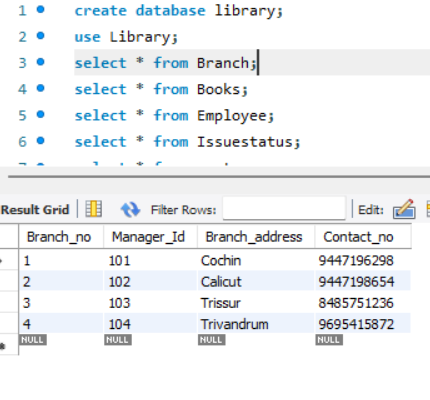 1 create database library;
2 use Library;
3 select * from Branch;
4 select * from Books;
5 select * from Employee;
6 select * from Issuestatus;
Result Grid Filter Rows: Edit:
Branch_no Manager_Id Branch_address Contact_no
1 101 Cochin 9447196298
2 102 Calicut 9447198654
3 103 Trissur 8485751236
4 104 Trivandrum 9695415872
NULL NULL NULL NULL